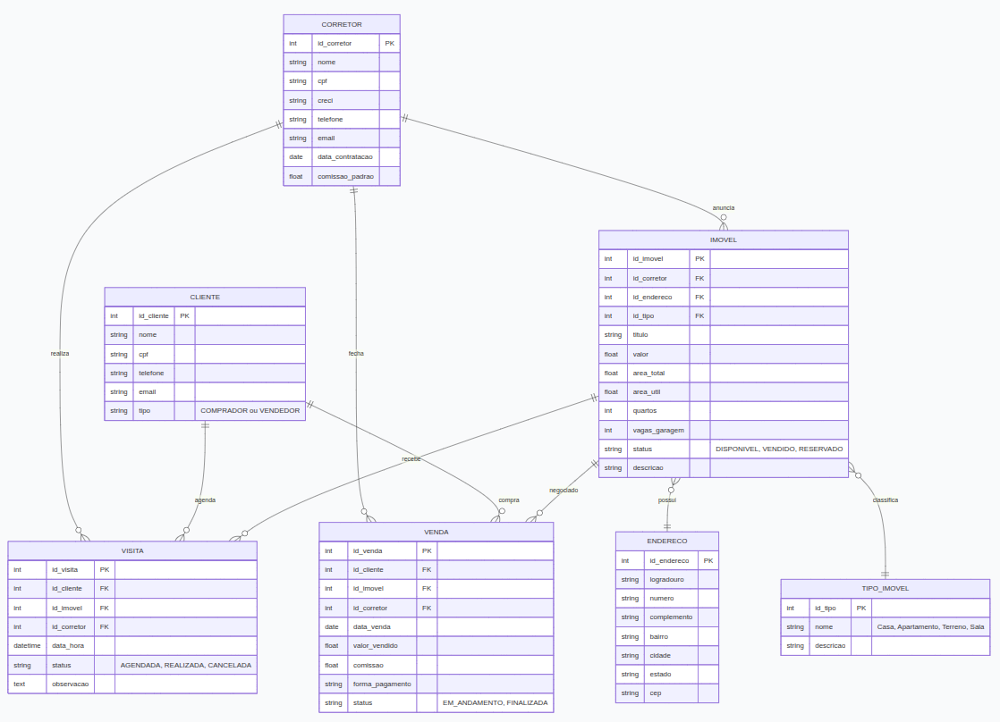 CORRETOR
int id_corretor PK
string nome
string cpf
string creci
string telefone
string email
date data_contratacao
float comissao_padrao
anuncia
IMOVEL
int id_imovel PK
int id_corretor FK
int id_endereco FK
int id_tipo FK
string titulo
float valor
float area_total
float area_util
int quartos
int vagas_garagem
string status DISPONIVEL, VENDIDO, RESERVADO
string descricao
CLIENTE
int id_cliente PK
string nome
string cpf
string telefone
string email
string tipo COMPRADOR ou VENDEDOR
realiza
fecha
recebe
agenda
compra
negociado
possui
classifica
VISITA
int id_visita PK
int id_cliente FK
int id_imovel FK
int id_corretor FK
datetime data_hora
string status AGENDADA, REALIZADA, CANCELADA
text observacao
VENDA
int id_venda PK
int id_cliente FK
int id_imovel FK
int id_corretor FK
date data_venda
float valor_vendido
float comissao
string forma_pagamento
string status EM_ANDAMENTO, FINALIZADA
ENDERECO
int id_endereco PK
string logradouro
string numero
string complemento
string bairro
string cidade
string estado
string cep
TIPO_IMOVEL
int id_tipo PK
string nome Casa, Apartamento, Terreno, Sala
string descricao